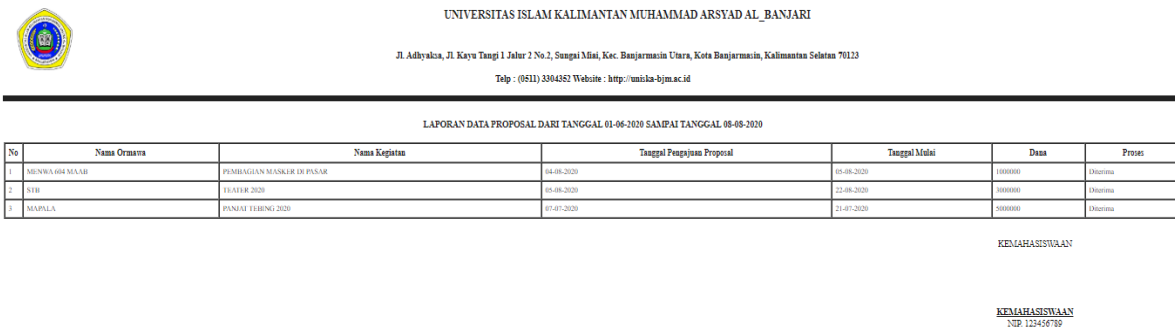 UNIVERSITAS ISLAM KALIMANTAN MUHAMMAD ARSYAD AL_BANJARI
Jl. Adhyaksa, Jl. Kayu Tangi 1 Jalur 2 No.2, Sungai Miai, Kec. Banjarmasin Utara, Kota Banjarmasin, Kalimantan Selatan 70123
Telp : (0511) 3304352 Website : http://uniska-bjm.ac.id
LAPORAN DATA PROPOSAL DARI TANGGAL 01-06-2020 SAMPAI TANGGAL 08-08-2020
No Nama Ormawa Nama Kegiatan Tanggal Pengajuan Proposal Tanggal Mulai Dana Proses
1 MENWA 604 MAAB PEMBAGIAN MASKER DI PASAR 04-08-2020 05-08-2020 1000000 Diterima
2 STB TEATER 2020 05-08-2020 22-08-2020 3000000 Diterima
3 MAPALA PANJAT TEBING 2020 07-07-2020 21-07-2020 5000000 Diterima
KEMAHASISWAAN
KEMAHASISWAAN
NIP. 123456789